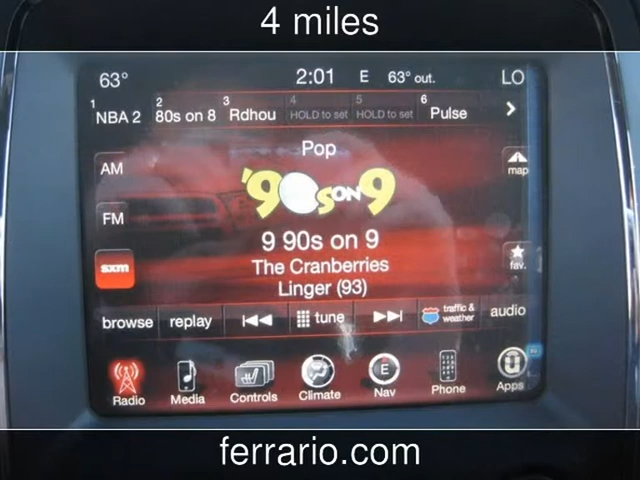 4 miles
63° 2:01 E 63° out. LO
1 NBA 2 2 80s on 8 3 Rdhou 4 HOLD to set 5 HOLD to set 6 Pulse >
Pop
AM
'90s ON 9
map
FM
9 90s on 9
sxm
The Cranberries
fav.
Linger (93)
browse replay tune traffic & weather audio
E
Radio Media Controls Climate Nav Phone Apps
ferrario.com